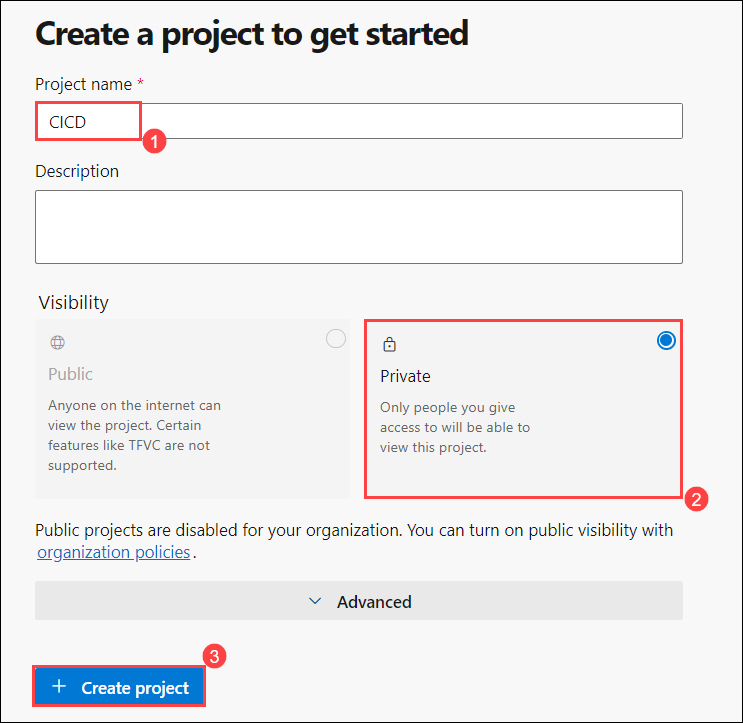 Create a project to get started
Project name *
CICD
1
Description
Visibility
Public
Anyone on the internet can
view the project. Certain
features like TFVC are not
supported.
Private
Only people you give
access to will be able to
view this project.
2
Public projects are disabled for your organization. You can turn on public visibility with
organization policies.
Advanced
3
+ Create project